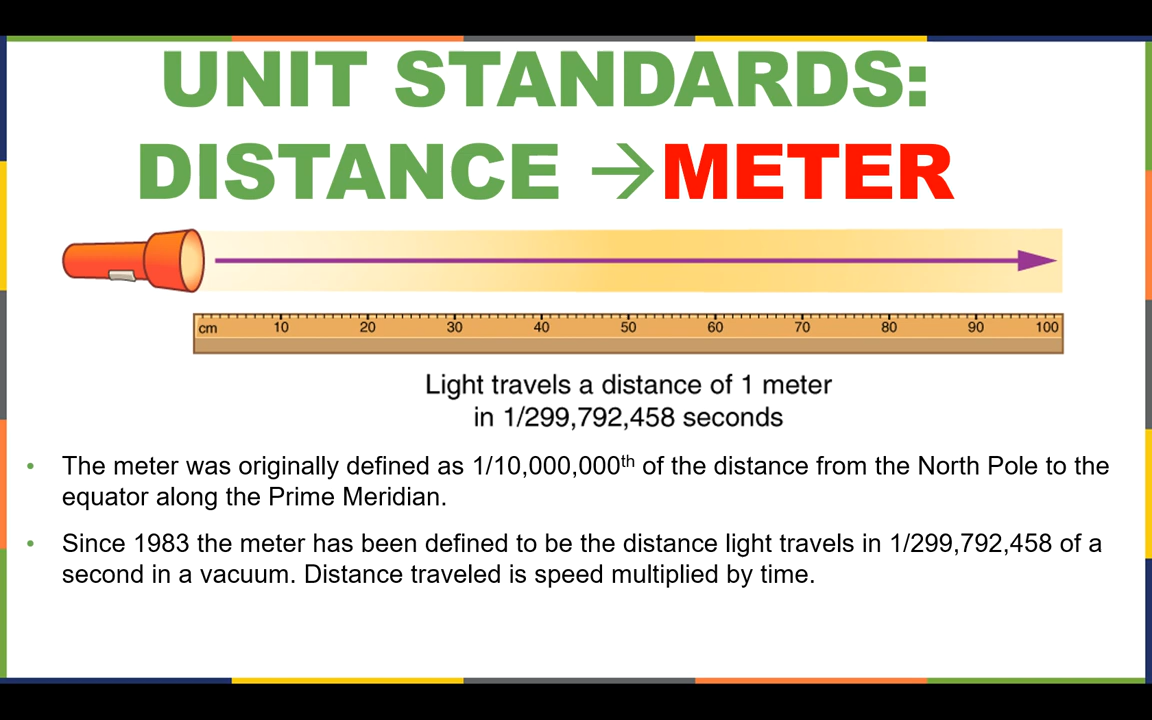 UNIT STANDARDS:
DISTANCE →METER
cm 10 20 30 40 50 60 70 80 90 100
Light travels a distance of 1 meter
in 1/299,792,458 seconds
• The meter was originally defined as 1/10,000,000th of the distance from the North Pole to the
equator along the Prime Meridian.
• Since 1983 the meter has been defined to be the distance light travels in 1/299,792,458 of a
second in a vacuum. Distance traveled is speed multiplied by time.